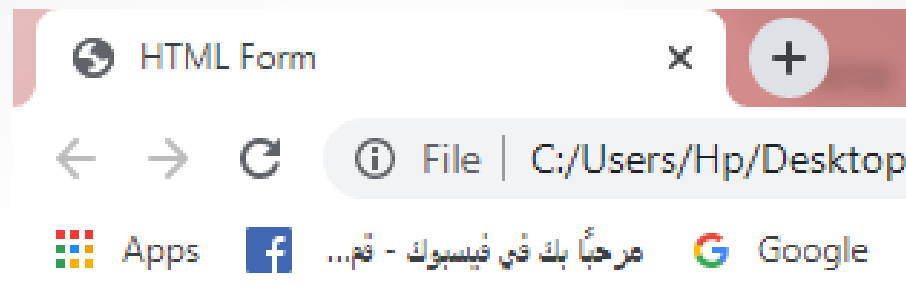 HTML Form
File | C:/Users/Hp/Desktop
Apps مرحبًا بك في فيسبوك - قم... Google